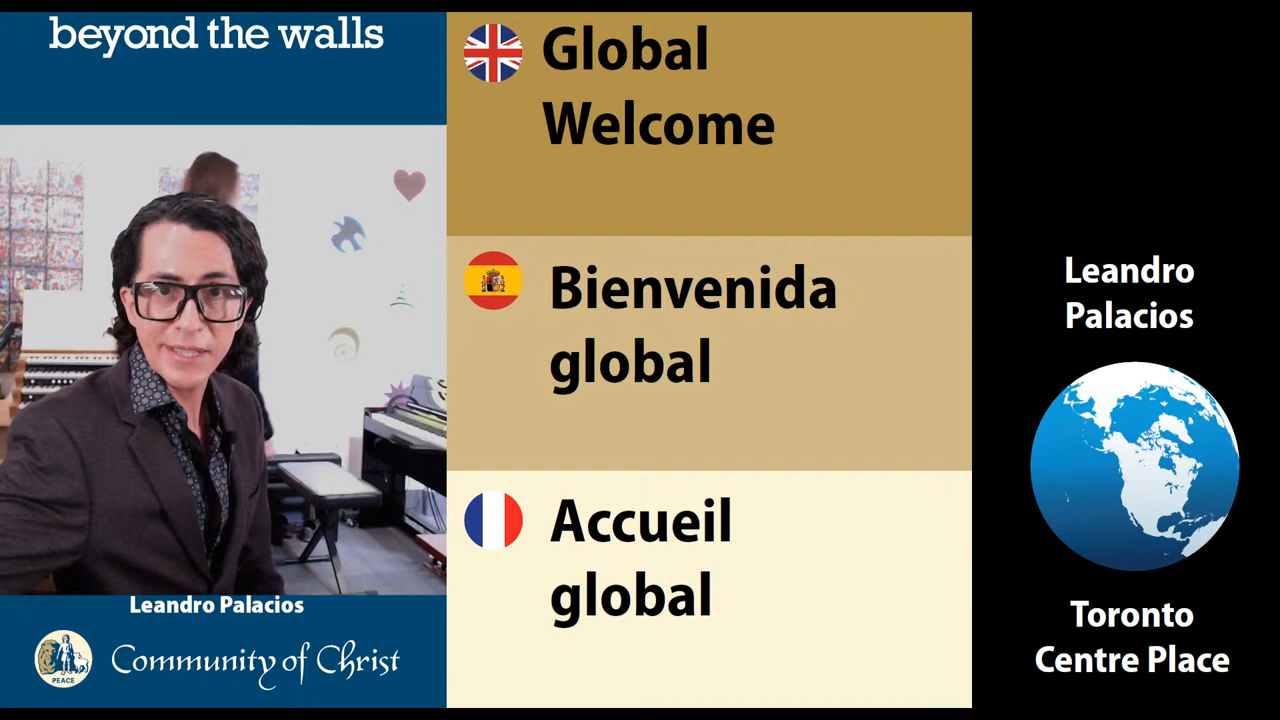 beyond the walls
Leandro Palacios
PEACE
Community of Christ
Global
Welcome
Bienvenida
global
Accueil
global
Leandro
Palacios
Toronto
Centre Place